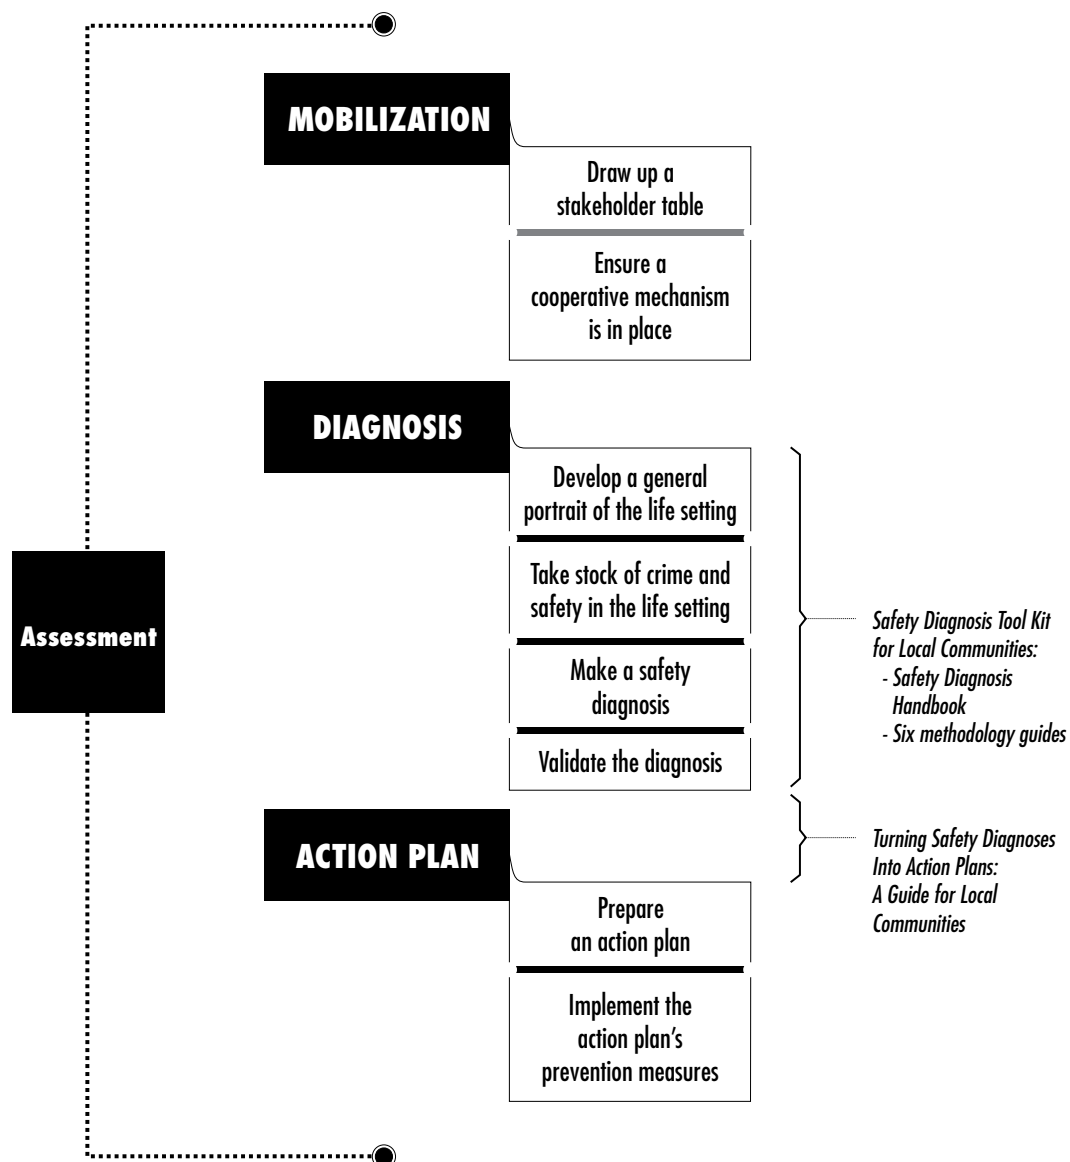 MOBILIZATION
Draw up a
stakeholder table
Ensure a
cooperative mechanism
is in place
DIAGNOSIS
Develop a general
portrait of the life setting
Take stock of crime and
safety in the life setting
Make a safety
diagnosis
Validate the diagnosis
Assessment
Safety Diagnosis Tool Kit
for Local Communities:
- Safety Diagnosis
Handbook
- Six methodology guides
ACTION PLAN
Prepare
an action plan
Implement the
action plan’s
prevention measures
Turning Safety Diagnoses
Into Action Plans:
A Guide for Local
Communities